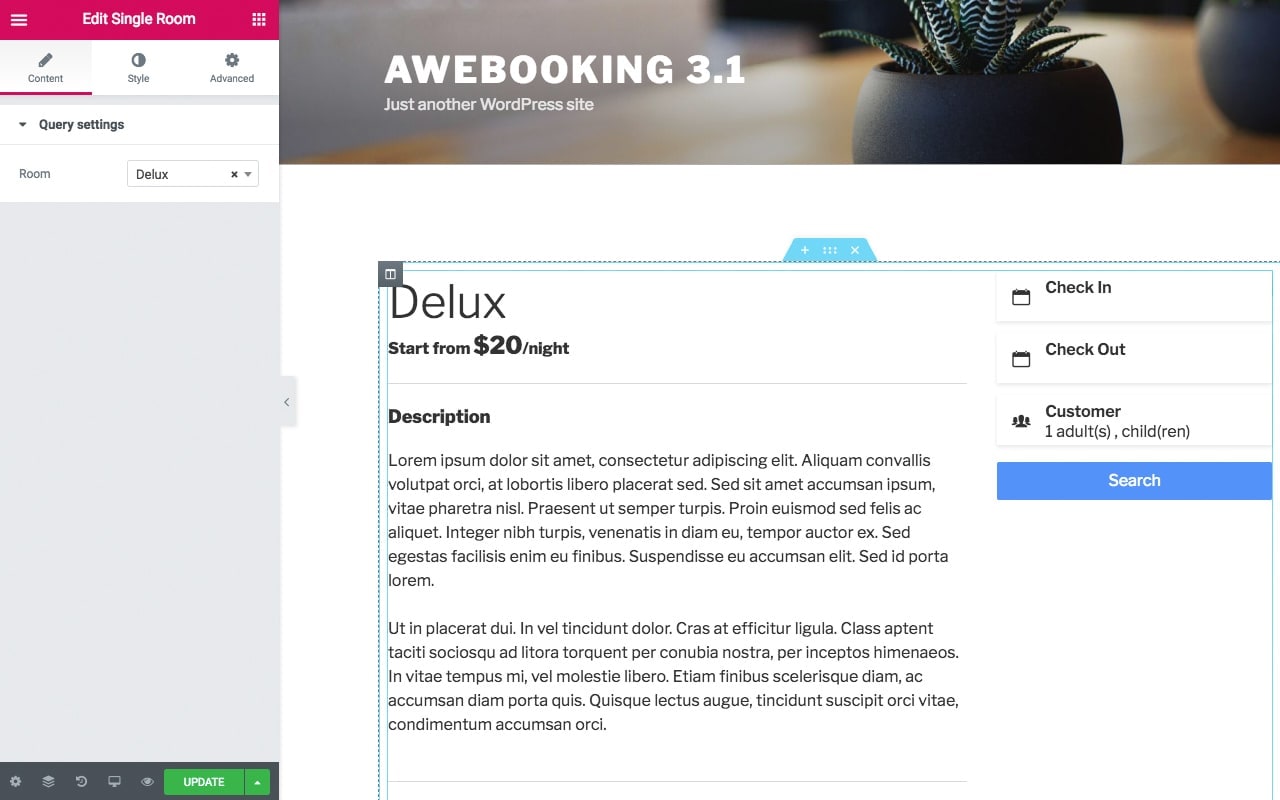 Edit Single Room
Content
Style
Advanced
Query settings
Room
Delux
UPDATE
AWEBOOKING 3.1
Just another WordPress site
Delux
Start from $20/night
Description
Lorem ipsum dolor sit amet, consectetur adipiscing elit. Aliquam convallis
volutpat orci, at lobortis libero placerat sed. Sed sit amet accumsan ipsum,
vitae pharetra nisl. Praesent ut semper turpis. Proin euismod sed felis ac
aliquet. Integer nibh turpis, venenatis in diam eu, tempor auctor ex. Sed
egestas facilisis enim eu finibus. Suspendisse eu accumsan elit. Sed id porta
lorem.
Ut in placerat dui. In vel tincidunt dolor. Cras at efficitur ligula. Class aptent
taciti sociosqu ad litora torquent per conubia nostra, per inceptos himenaeos.
In vitae tempus mi, vel molestie libero. Etiam finibus scelerisque diam, ac
accumsan diam porta quis. Quisque lectus augue, tincidunt suscipit orci vitae,
condimentum accumsan orci.
Check In
Check Out
Customer
1 adult(s) , child(ren)
Search